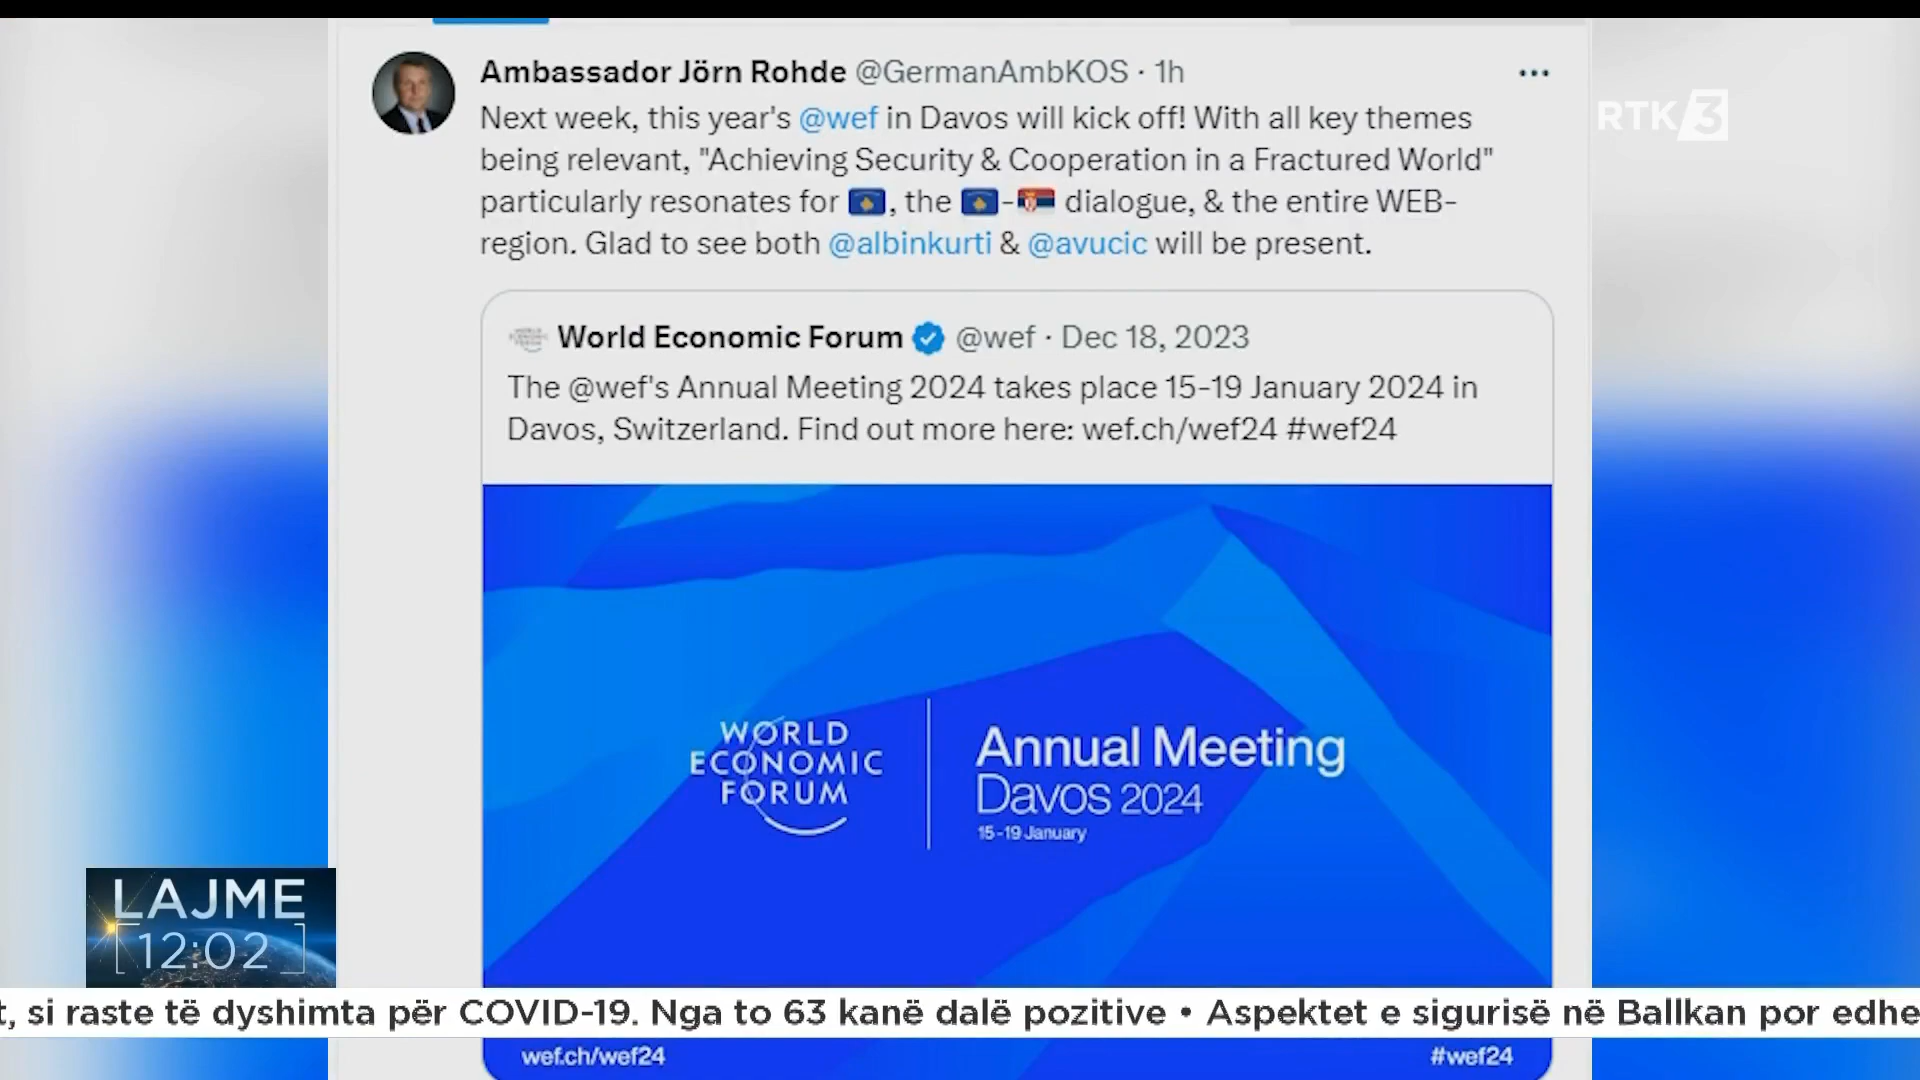 Ambassador Jörn Rohde @GermanAmbKOS · 1h
Next week, this year's @wef in Davos will kick off! With all key themes
being relevant, "Achieving Security & Cooperation in a Fractured World"
particularly resonates for 🇽🇰, the 🇽🇰-🇷🇸 dialogue, & the entire WEB-
region. Glad to see both @albinkurti & @avucic will be present.
RTK 3
World Economic Forum @wef · Dec 18, 2023
The @wef's Annual Meeting 2024 takes place 15-19 January 2024 in
Davos, Switzerland. Find out more here: wef.ch/wef24 #wef24
WORLD
ECONOMIC
FORUM
Annual Meeting
Davos 2024
15-19 January
LAJME
12:02
t, si raste të dyshimta për COVID-19. Nga to 63 kanë dalë pozitive • Aspektet e sigurisë në Ballkan por edhe
wef.ch/wef24
#wef24